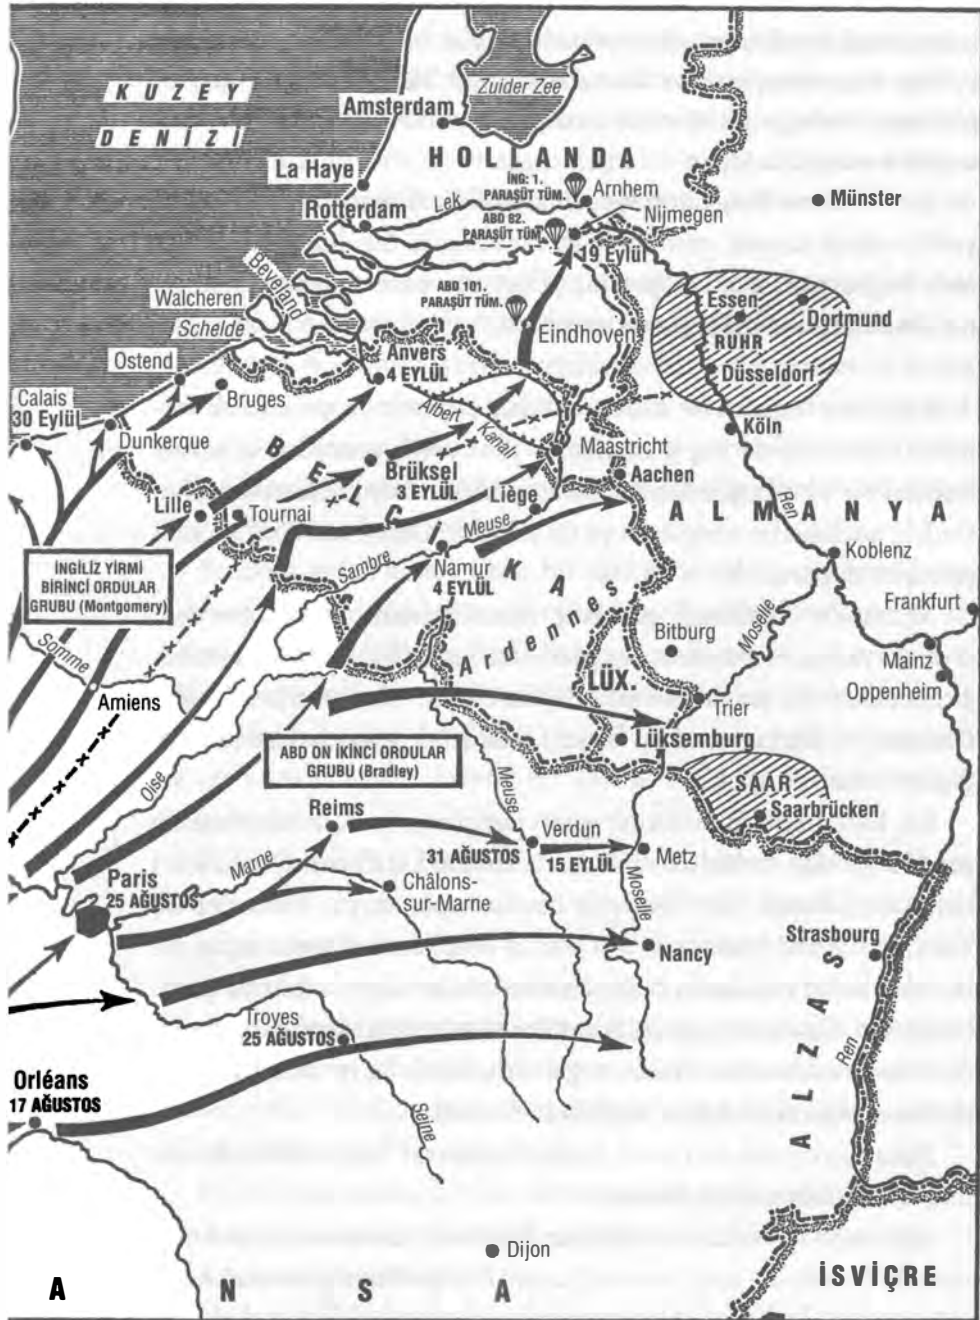 KUZEY
DENİZİ
Zuider Zee
Amsterdam
HOLLANDA
La Haye
İNG: 1.
PARAŞÜT TÜM.
Arnhem
Münster
Rotterdam
Lek
ABD 82.
PARAŞÜT TÜM.
Nijmegen
19 Eylül
Beveland
Walcheren
ABD 101.
PARAŞÜT TÜM.
Essen
Dortmund
Schelde
Eindhoven
RUHR
Ostend
Anvers
4 EYLÜL
Düsseldorf
Calais
30 Eylül
Bruges
Albert
Kanalı
Köln
Dunkerque
Maastricht
BELÇİKA
Brüksel
3 EYLÜL
Aachen
Liège
Ren
Lille
Tournai
Meuse
ALMANYA
Sambre
Koblenz
İNGİLİZ YİRMİ
BİRİNCİ ORDULAR
GRUBU (Montgomery)
Namur
4 EYLÜL
Frankfurt
Ardennes
Moselle
Somme
Bitburg
Mainz
Oppenheim
LÜX.
Amiens
Trier
Lüksemburg
ABD ON İKİNCİ ORDULAR
GRUBU (Bradley)
Oise
Meuse
SAAR
Saarbrücken
Reims
Verdun
31 AĞUSTOS
15 EYLÜL
Metz
Marne
Paris
25 AĞUSTOS
Châlons-
sur-Marne
Moselle
Strasbourg
Nancy
ALZAS
Troyes
25 AĞUSTOS
Ren
Orléans
17 AĞUSTOS
Seine
Dijon
İSVİÇRE
A N S A